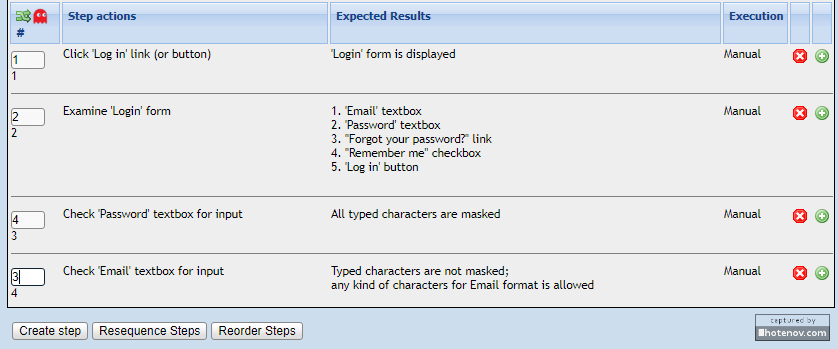 Step actions Expected Results Execution
#
1 Click 'Log in' link (or button) 'Login' form is displayed Manual
1
2 Examine 'Login' form 1. 'Email' textbox Manual
2. 'Password' textbox
2
3. "Forgot your password?" link
4. "Remember me" checkbox
5. 'Log in' button
4 Check 'Password' textbox for input All typed characters are masked Manual
3
3 Check 'Email' textbox for input Typed characters are not masked; Manual
any kind of characters for Email format is allowed
4
Create step Resequence Steps Reorder Steps
captured by
hotenov.com